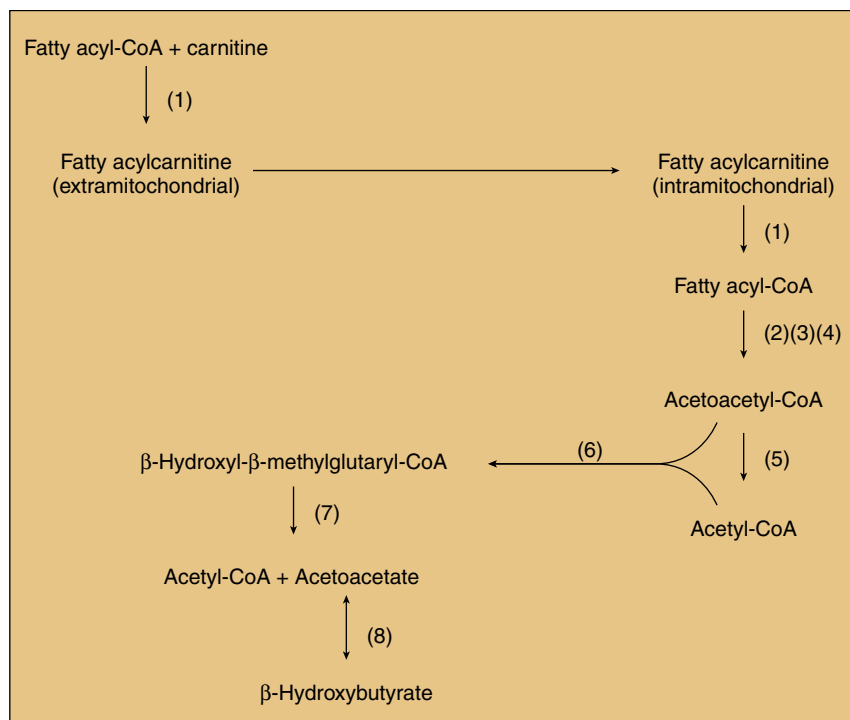 Fatty acyl-CoA + carnitine
(1)
Fatty acylcarnitine
(extramitochondrial)
Fatty acylcarnitine
(intramitochondrial)
(1)
Fatty acyl-CoA
(2)(3)(4)
Acetoacetyl-CoA
(6)
β-Hydroxyl-β-methylglutaryl-CoA
(5)
(7)
Acetyl-CoA
Acetyl-CoA + Acetoacetate
(8)
β-Hydroxybutyrate